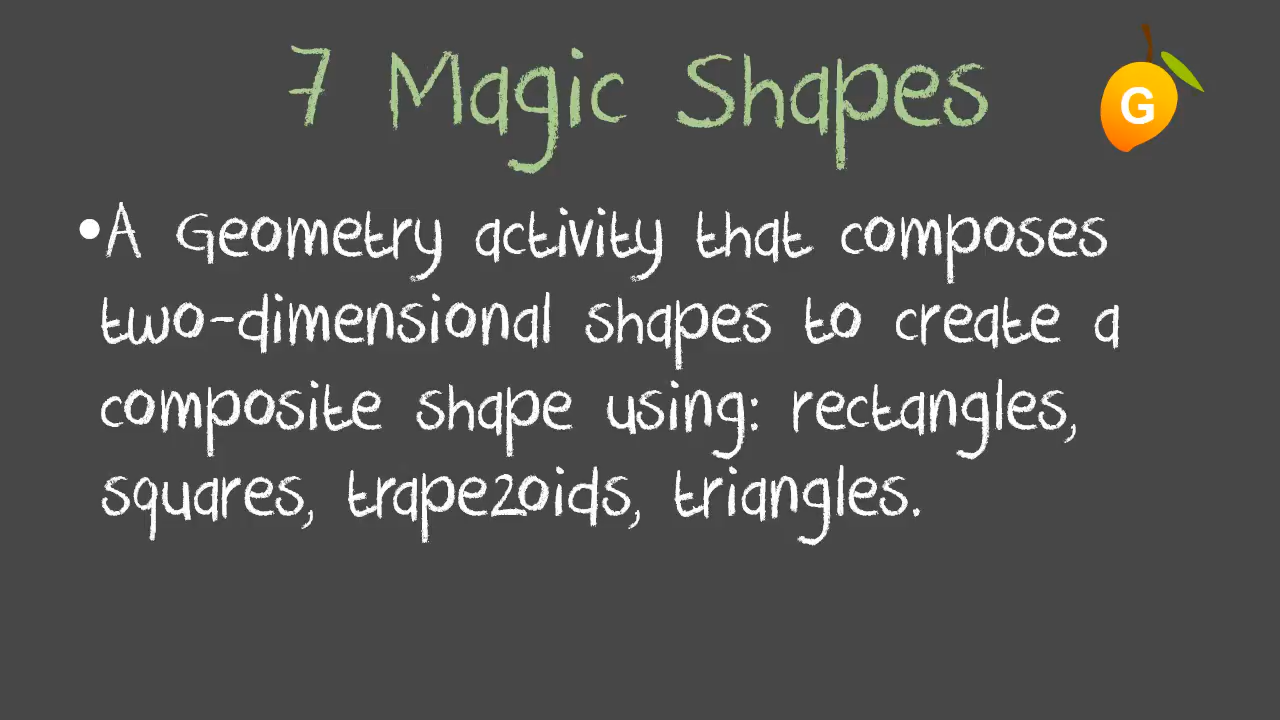 7 Magic Shapes
G
•A Geometry activity that composes
two-dimensional shapes to create a
composite shape using: rectangles,
squares, trapezoids, triangles.